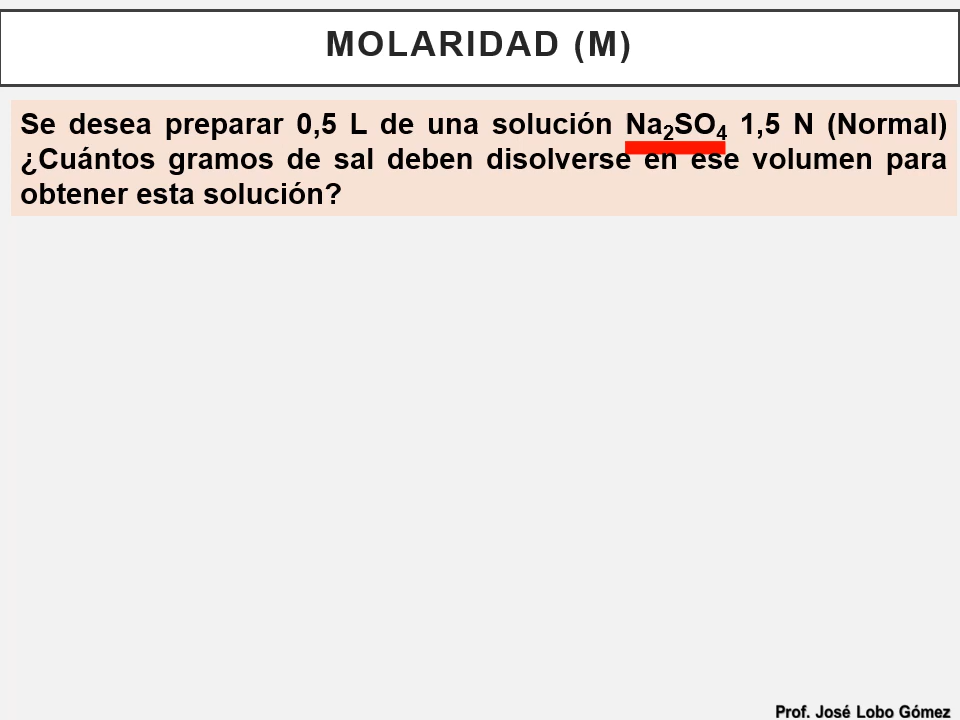 MOLARIDAD (M)
Se desea preparar 0,5 L de una solución Na₂SO₄ 1,5 N (Normal)
¿Cuántos gramos de sal deben disolverse en ese volumen para
obtener esta solución?
Prof. José Lobo Gómez